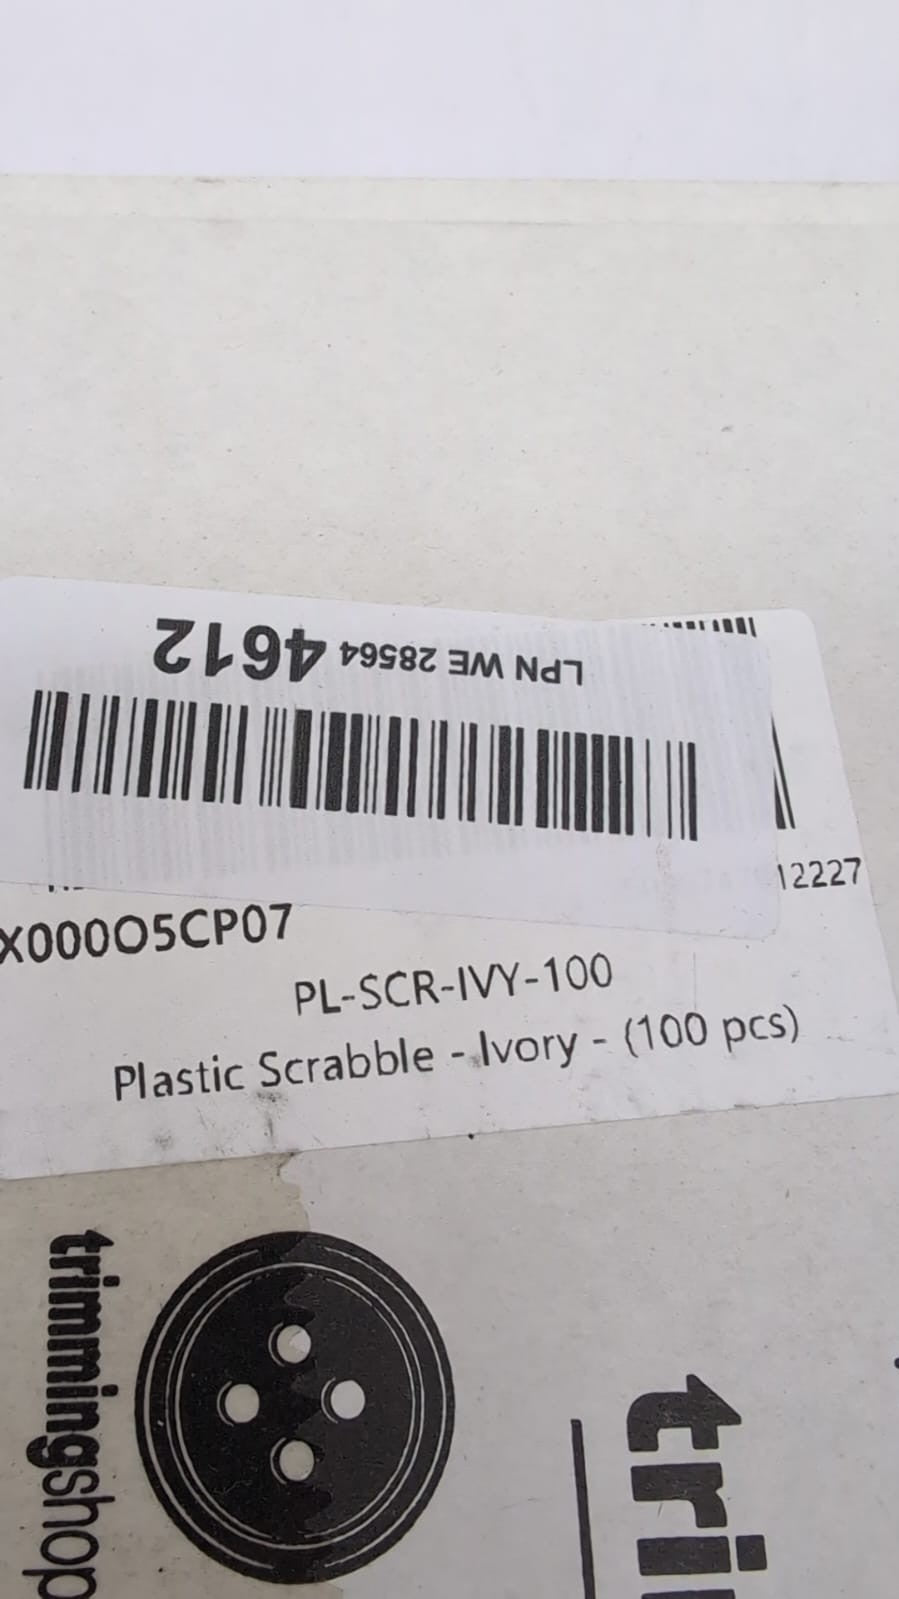 LPN WE 28564 4612
12227
X000O5CP07
PL-SCR-IVY-100
Plastic Scrabble - Ivory - (100 pcs)
trimmingshop
tri